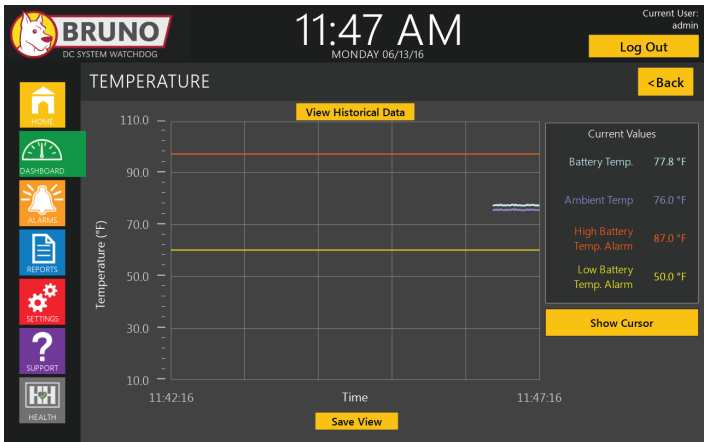 BRUNO
DC SYSTEM WATCHDOG
11:47 AM
MONDAY 06/13/16
Current User:
admin
Log Out
TEMPERATURE
<Back
HOME
DASHBOARD
ALARMS
REPORTS
SETTINGS
?
SUPPORT
HEALTH
View Historical Data
Temperature (°F)
110.0
90.0
70.0
50.0
30.0
10.0
11:42:16
Time
11:47:16
Save View
Current Values
Battery Temp. 77.8 °F
Ambient Temp 76.0 °F
High Battery
Temp. Alarm 87.0 °F
Low Battery
Temp. Alarm 50.0 °F
Show Cursor